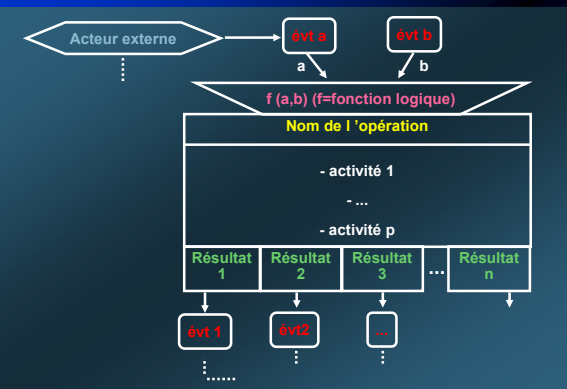 Acteur externe
évt a
évt b
a
b
f (a,b) (f=fonction logique)
Nom de l ’opération
- activité 1
- ...
- activité p
Résultat
1
Résultat
2
Résultat
3
...
Résultat
n
évt 1
évt2
...